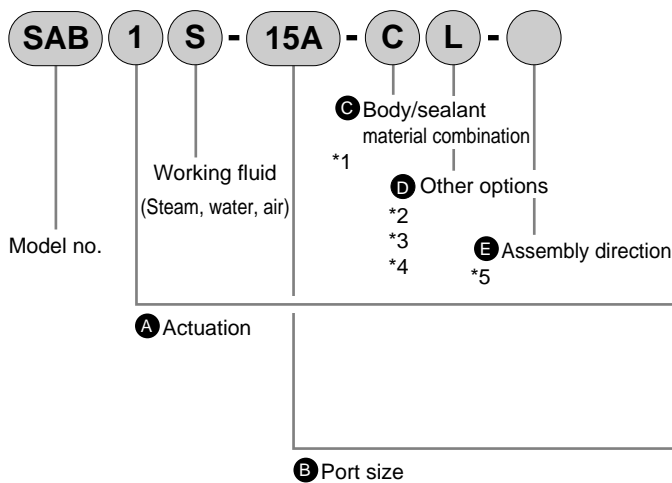 SAB 1 S - 15A - C L -
C Body/sealant
material combination
*1
Working fluid
(Steam, water, air)
D Other options
*2
*3
*4
Model no.
E Assembly direction
*5
A Actuation
B Port size